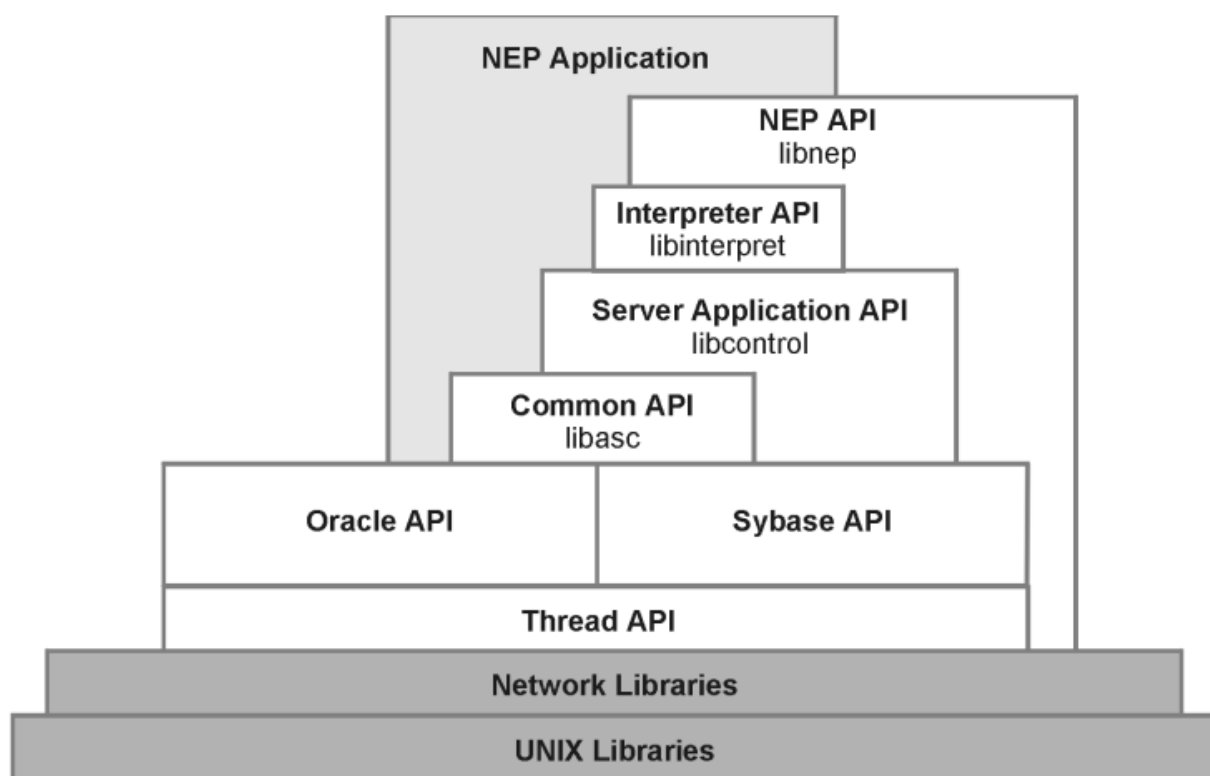 NEP Application
NEP API
libnep
Interpreter API
libinterpret
Server Application API
libcontrol
Common API
libasc
Oracle API
Sybase API
Thread API
Network Libraries
UNIX Libraries